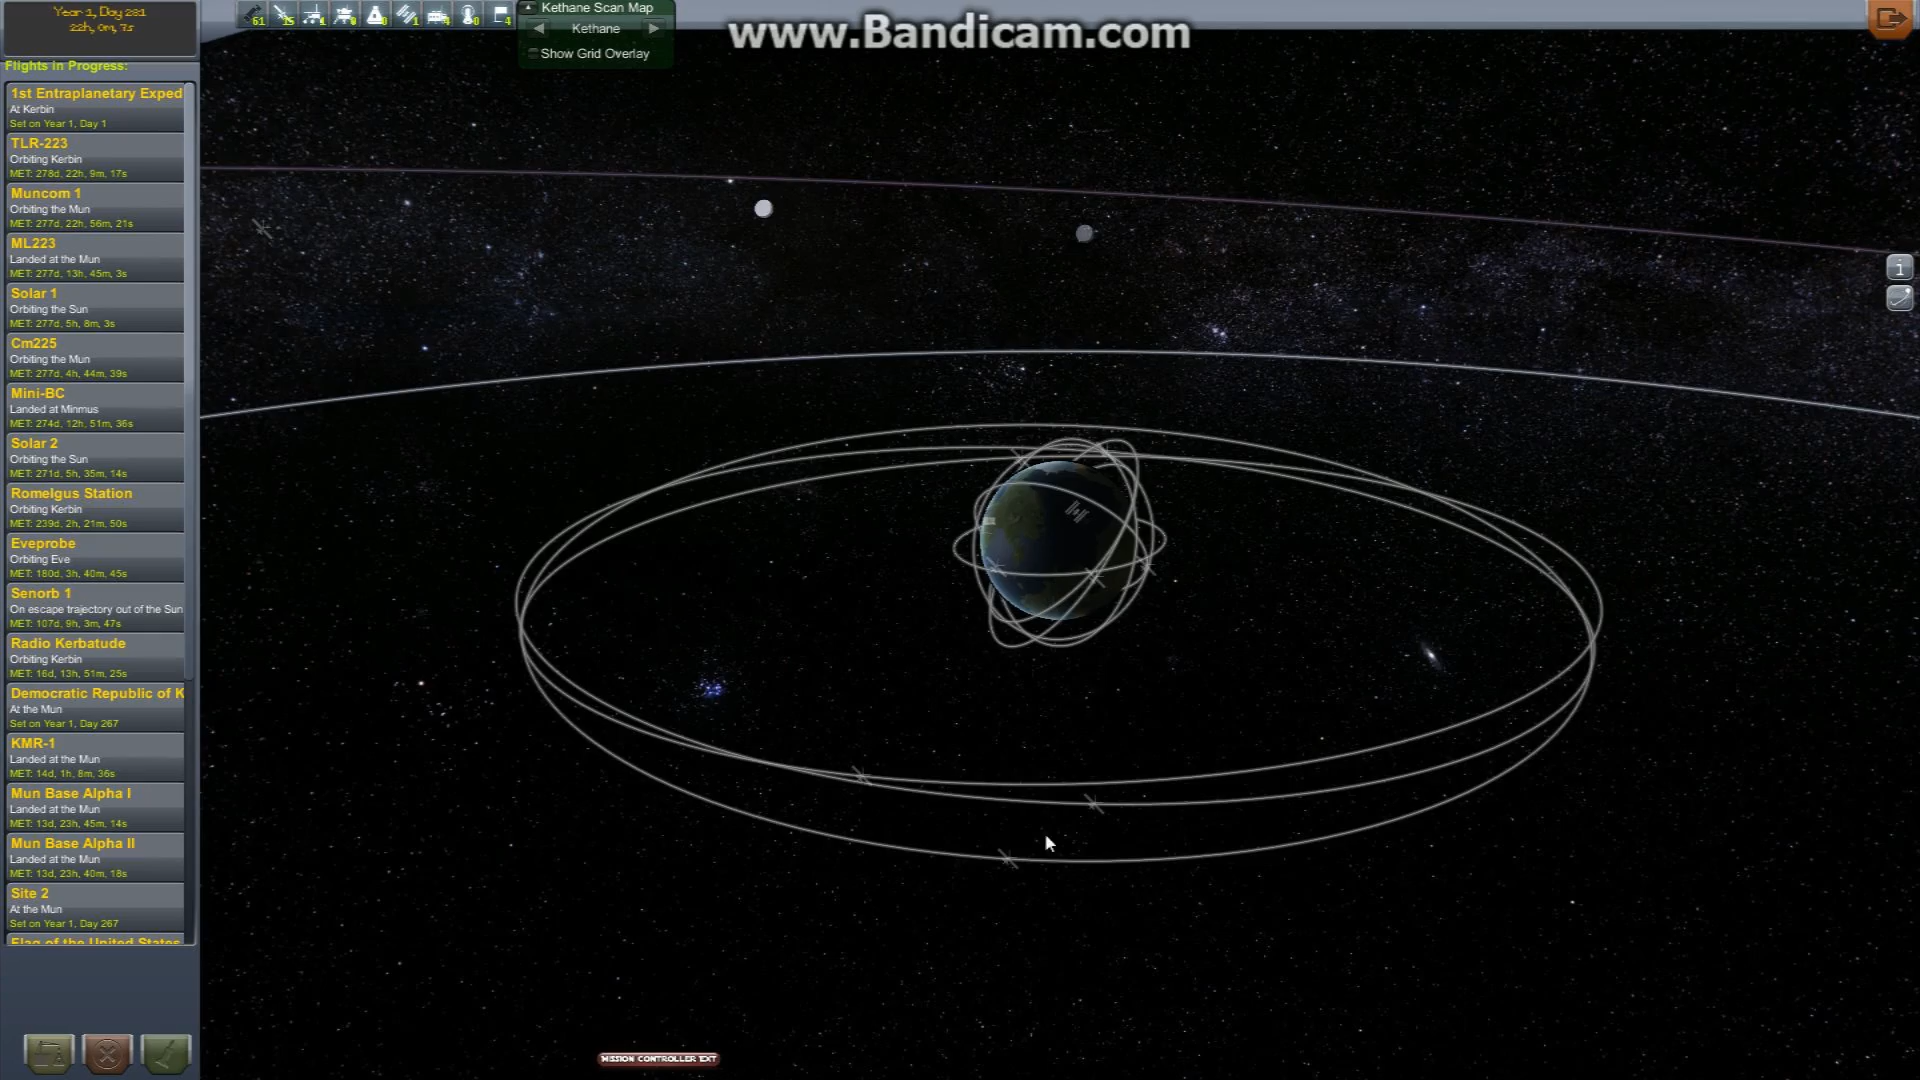 Year 1, Day 281
22h, 0m, 7s
Flights in Progress:
1st Entraplanetary Exped
At Kerbin
Set on Year 1, Day 1
TLR-223
Orbiting Kerbin
MET: 278d, 22h, 9m, 17s
Muncom 1
Orbiting the Mun
MET: 277d, 22h, 56m, 21s
ML223
Landed at the Mun
MET: 277d, 13h, 45m, 3s
Solar 1
Orbiting the Sun
MET: 277d, 5h, 8m, 3s
Cm225
Orbiting the Mun
MET: 277d, 4h, 44m, 39s
Mini-BC
Landed at Minmus
MET: 274d, 12h, 51m, 36s
Solar 2
Orbiting the Sun
MET: 271d, 5h, 35m, 14s
Romelgus Station
Orbiting Kerbin
MET: 239d, 2h, 21m, 50s
Eveprobe
Orbiting Eve
MET: 180d, 3h, 40m, 45s
Senorb 1
On escape trajectory out of the Sun
MET: 107d, 9h, 3m, 47s
Radio Kerbatude
Orbiting Kerbin
MET: 16d, 13h, 51m, 25s
Democratic Republic of K
At the Mun
Set on Year 1, Day 267
KMR-1
Landed at the Mun
MET: 14d, 1h, 8m, 36s
Mun Base Alpha I
Landed at the Mun
MET: 13d, 23h, 45m, 14s
Mun Base Alpha II
Landed at the Mun
MET: 13d, 23h, 40m, 18s
Site 2
At the Mun
Set on Year 1, Day 267
Flag of the United States
61 1 4 0 4
Kethane Scan Map
Kethane
Show Grid Overlay
www.Bandicam.com
MISSION CONTROLLER EXT